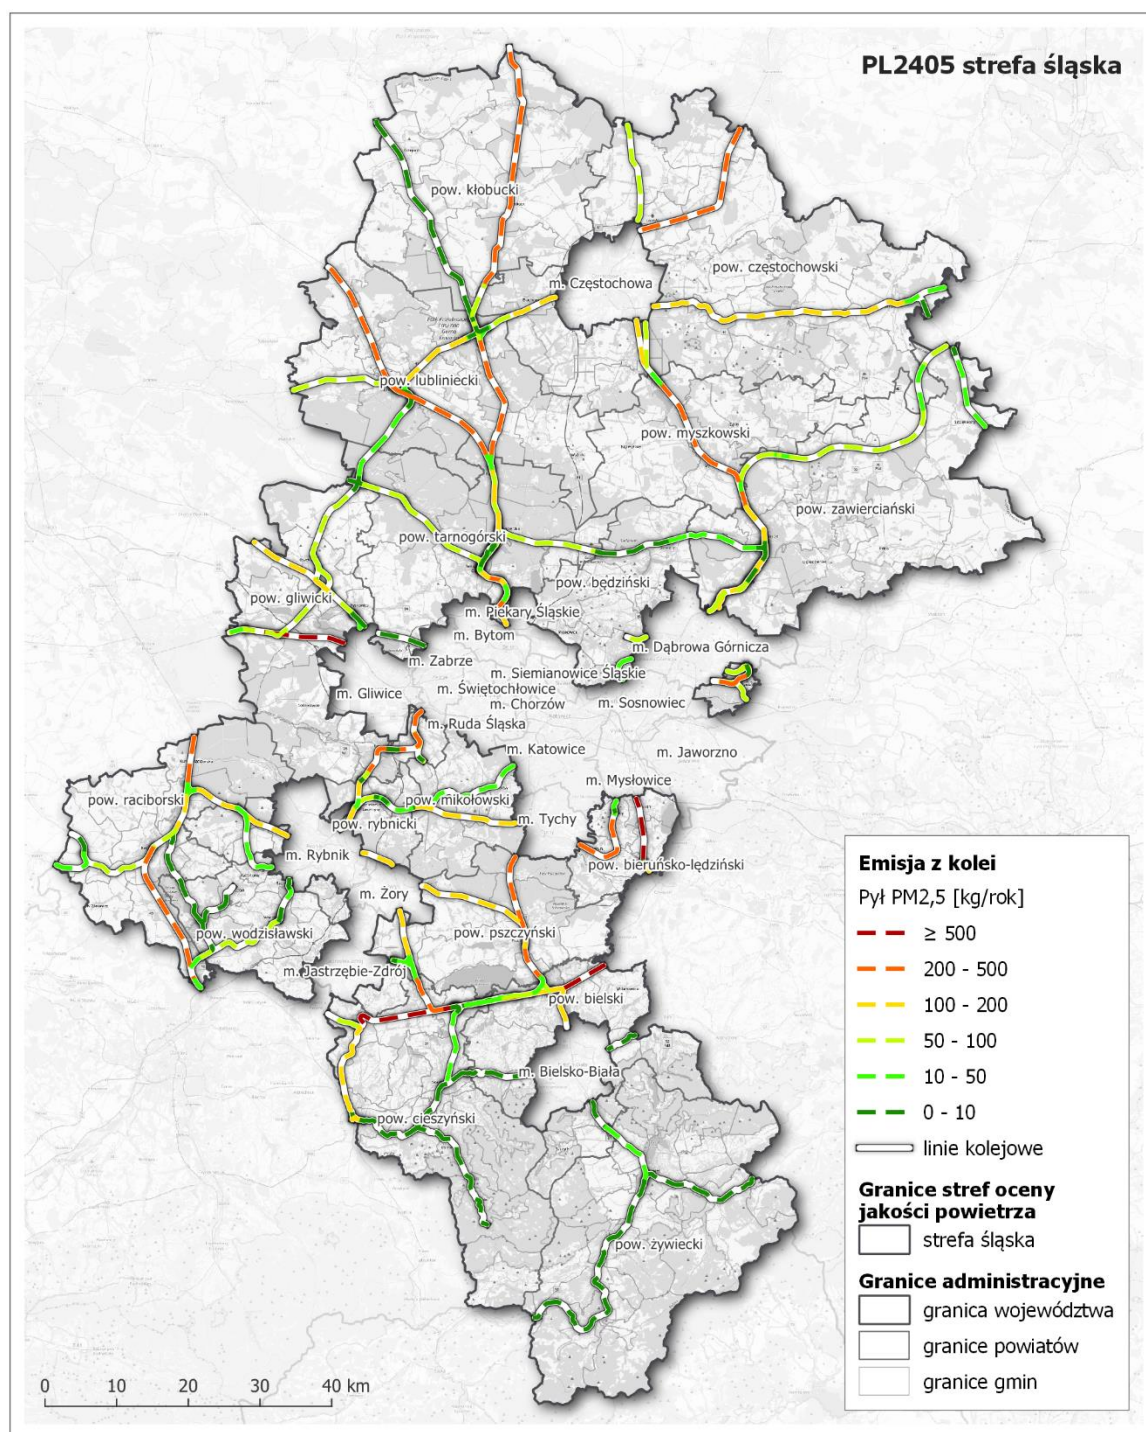 PL2405 strefa śląska
pow. kłobucki
pow. częstochowski
m. Częstochowa
pow. lubliniecki
pow. myszkowski
pow. zawierciański
pow. tarnogórski
pow. będziński
pow. gliwicki
m. Piekary Śląskie
m. Bytom
m. Dąbrowa Górnicza
m. Zabrze
m. Siemianowice Śląskie
m. Gliwice
m. Świętochłowice
m. Chorzów
m. Sosnowiec
m. Ruda Śląska
m. Katowice
m. Jaworzno
m. Mysłowice
pow. raciborski
pow. mikołowski
pow. rybnicki
m. Tychy
m. Rybnik
pow. bieruńsko-lędziński
m. Żory
pow. wodzisławski
pow. pszczyński
m. Jastrzębie-Zdrój
pow. bielski
m. Bielsko-Biała
pow. cieszyński
pow. żywiecki
Emisja z kolei
Pył PM2,5 [kg/rok]
≥ 500
200 - 500
100 - 200
50 - 100
10 - 50
0 - 10
linie kolejowe
Granice stref oceny
jakości powietrza
strefa śląska
Granice administracyjne
granica województwa
granice powiatów
granice gmin
0 10 20 30 40 km